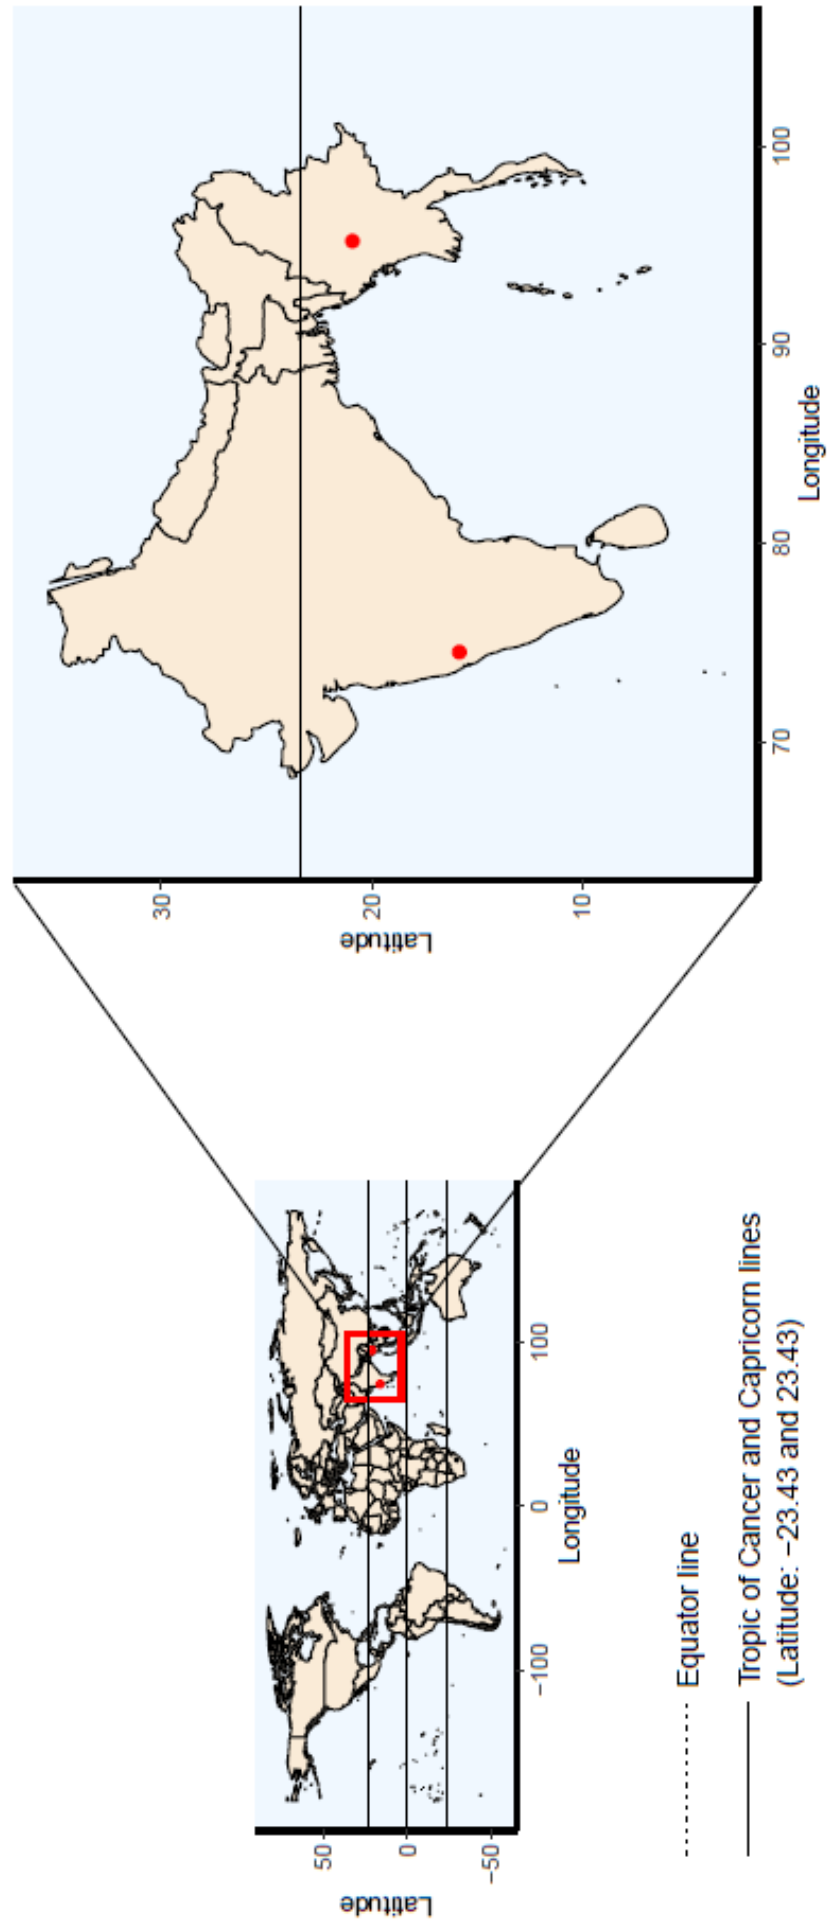 30
20
10
Latitude
70
80
90
100
Longitude
50
0
−50
Latitude
−100
0
100
Longitude
Equator line
Tropic of Cancer and Capricorn lines
(Latitude: −23.43 and 23.43)